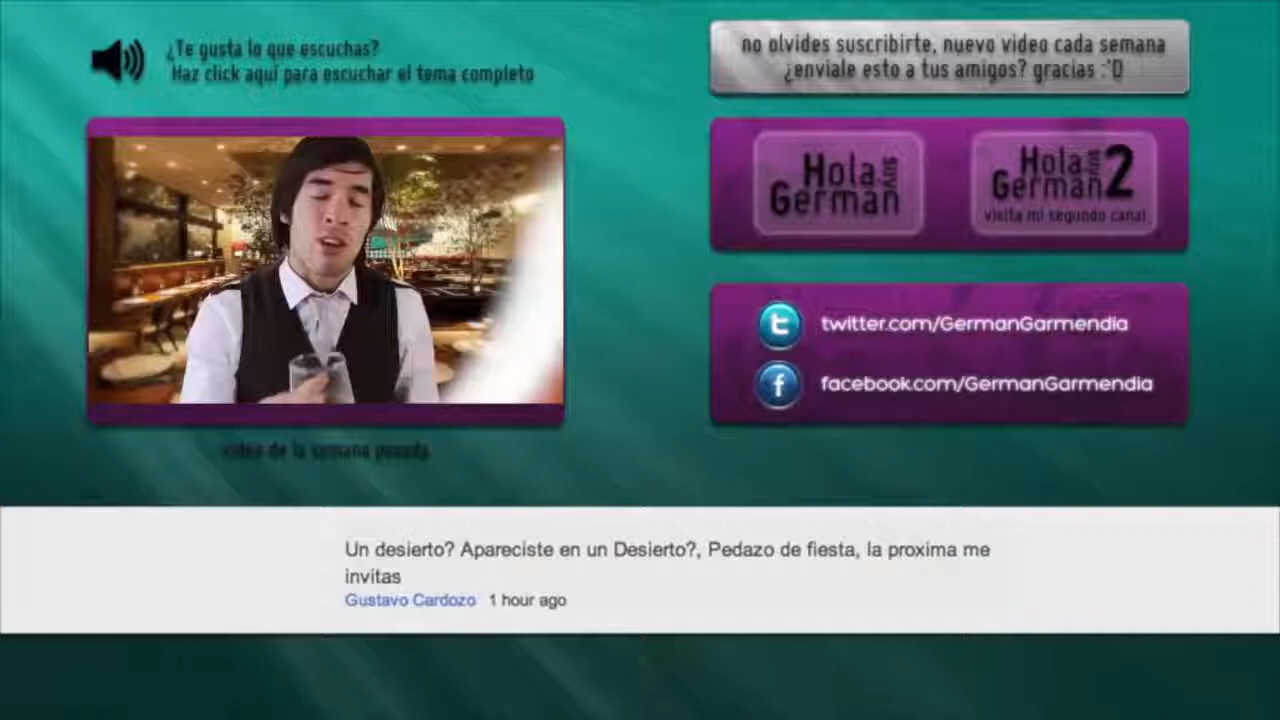 ¿Te gusta lo que escuchas?
Haz click aquí para escuchar el tema completo
no olvides suscribirte, nuevo video cada semana
¿enviale esto a tus amigos? gracias :'D
Hola soy
German
Hola soy
German 2
visita mi segundo canal
twitter.com/GermanGarmendia
facebook.com/GermanGarmendia
video de la semana pasada
Un desierto? Apareciste en un Desierto?, Pedazo de fiesta, la proxima me
invitas
Gustavo Cardozo 1 hour ago